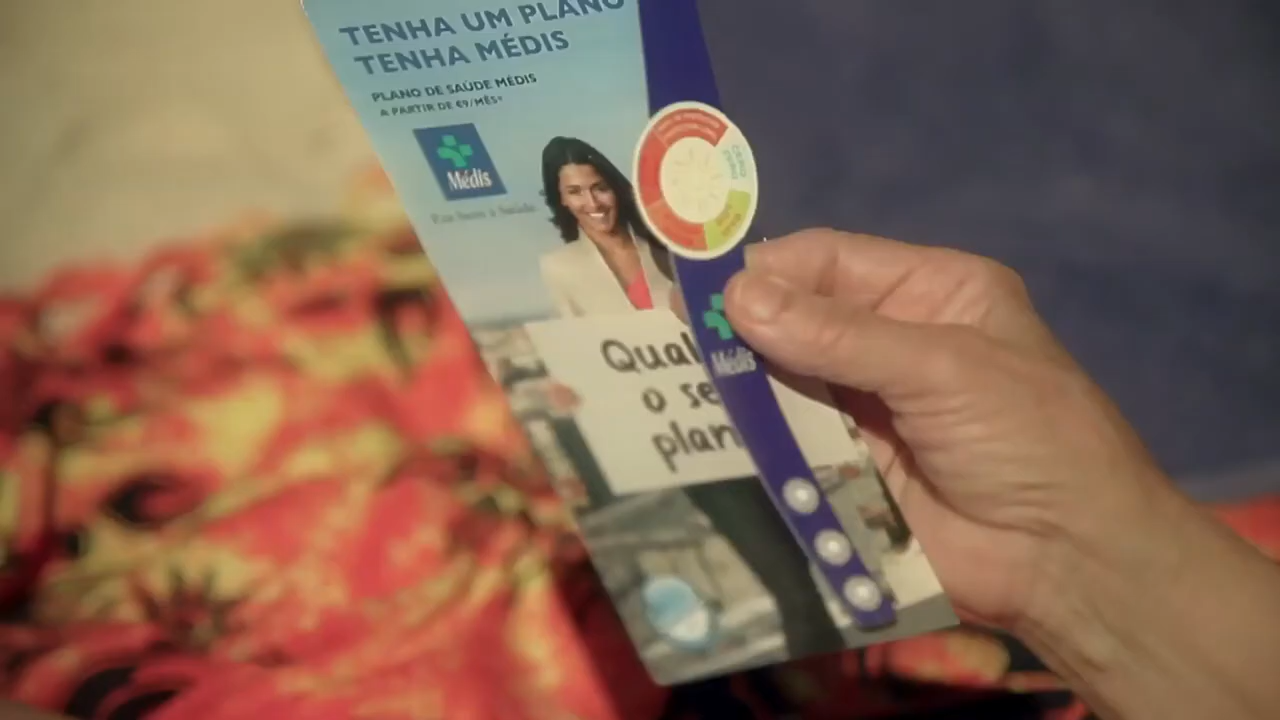 TENHA UM PLANO
TENHA MÉDIS
PLANO DE SAÚDE MÉDIS
A PARTIR DE €9/MÊS*
Médis
Qual
o se
plan
Médis